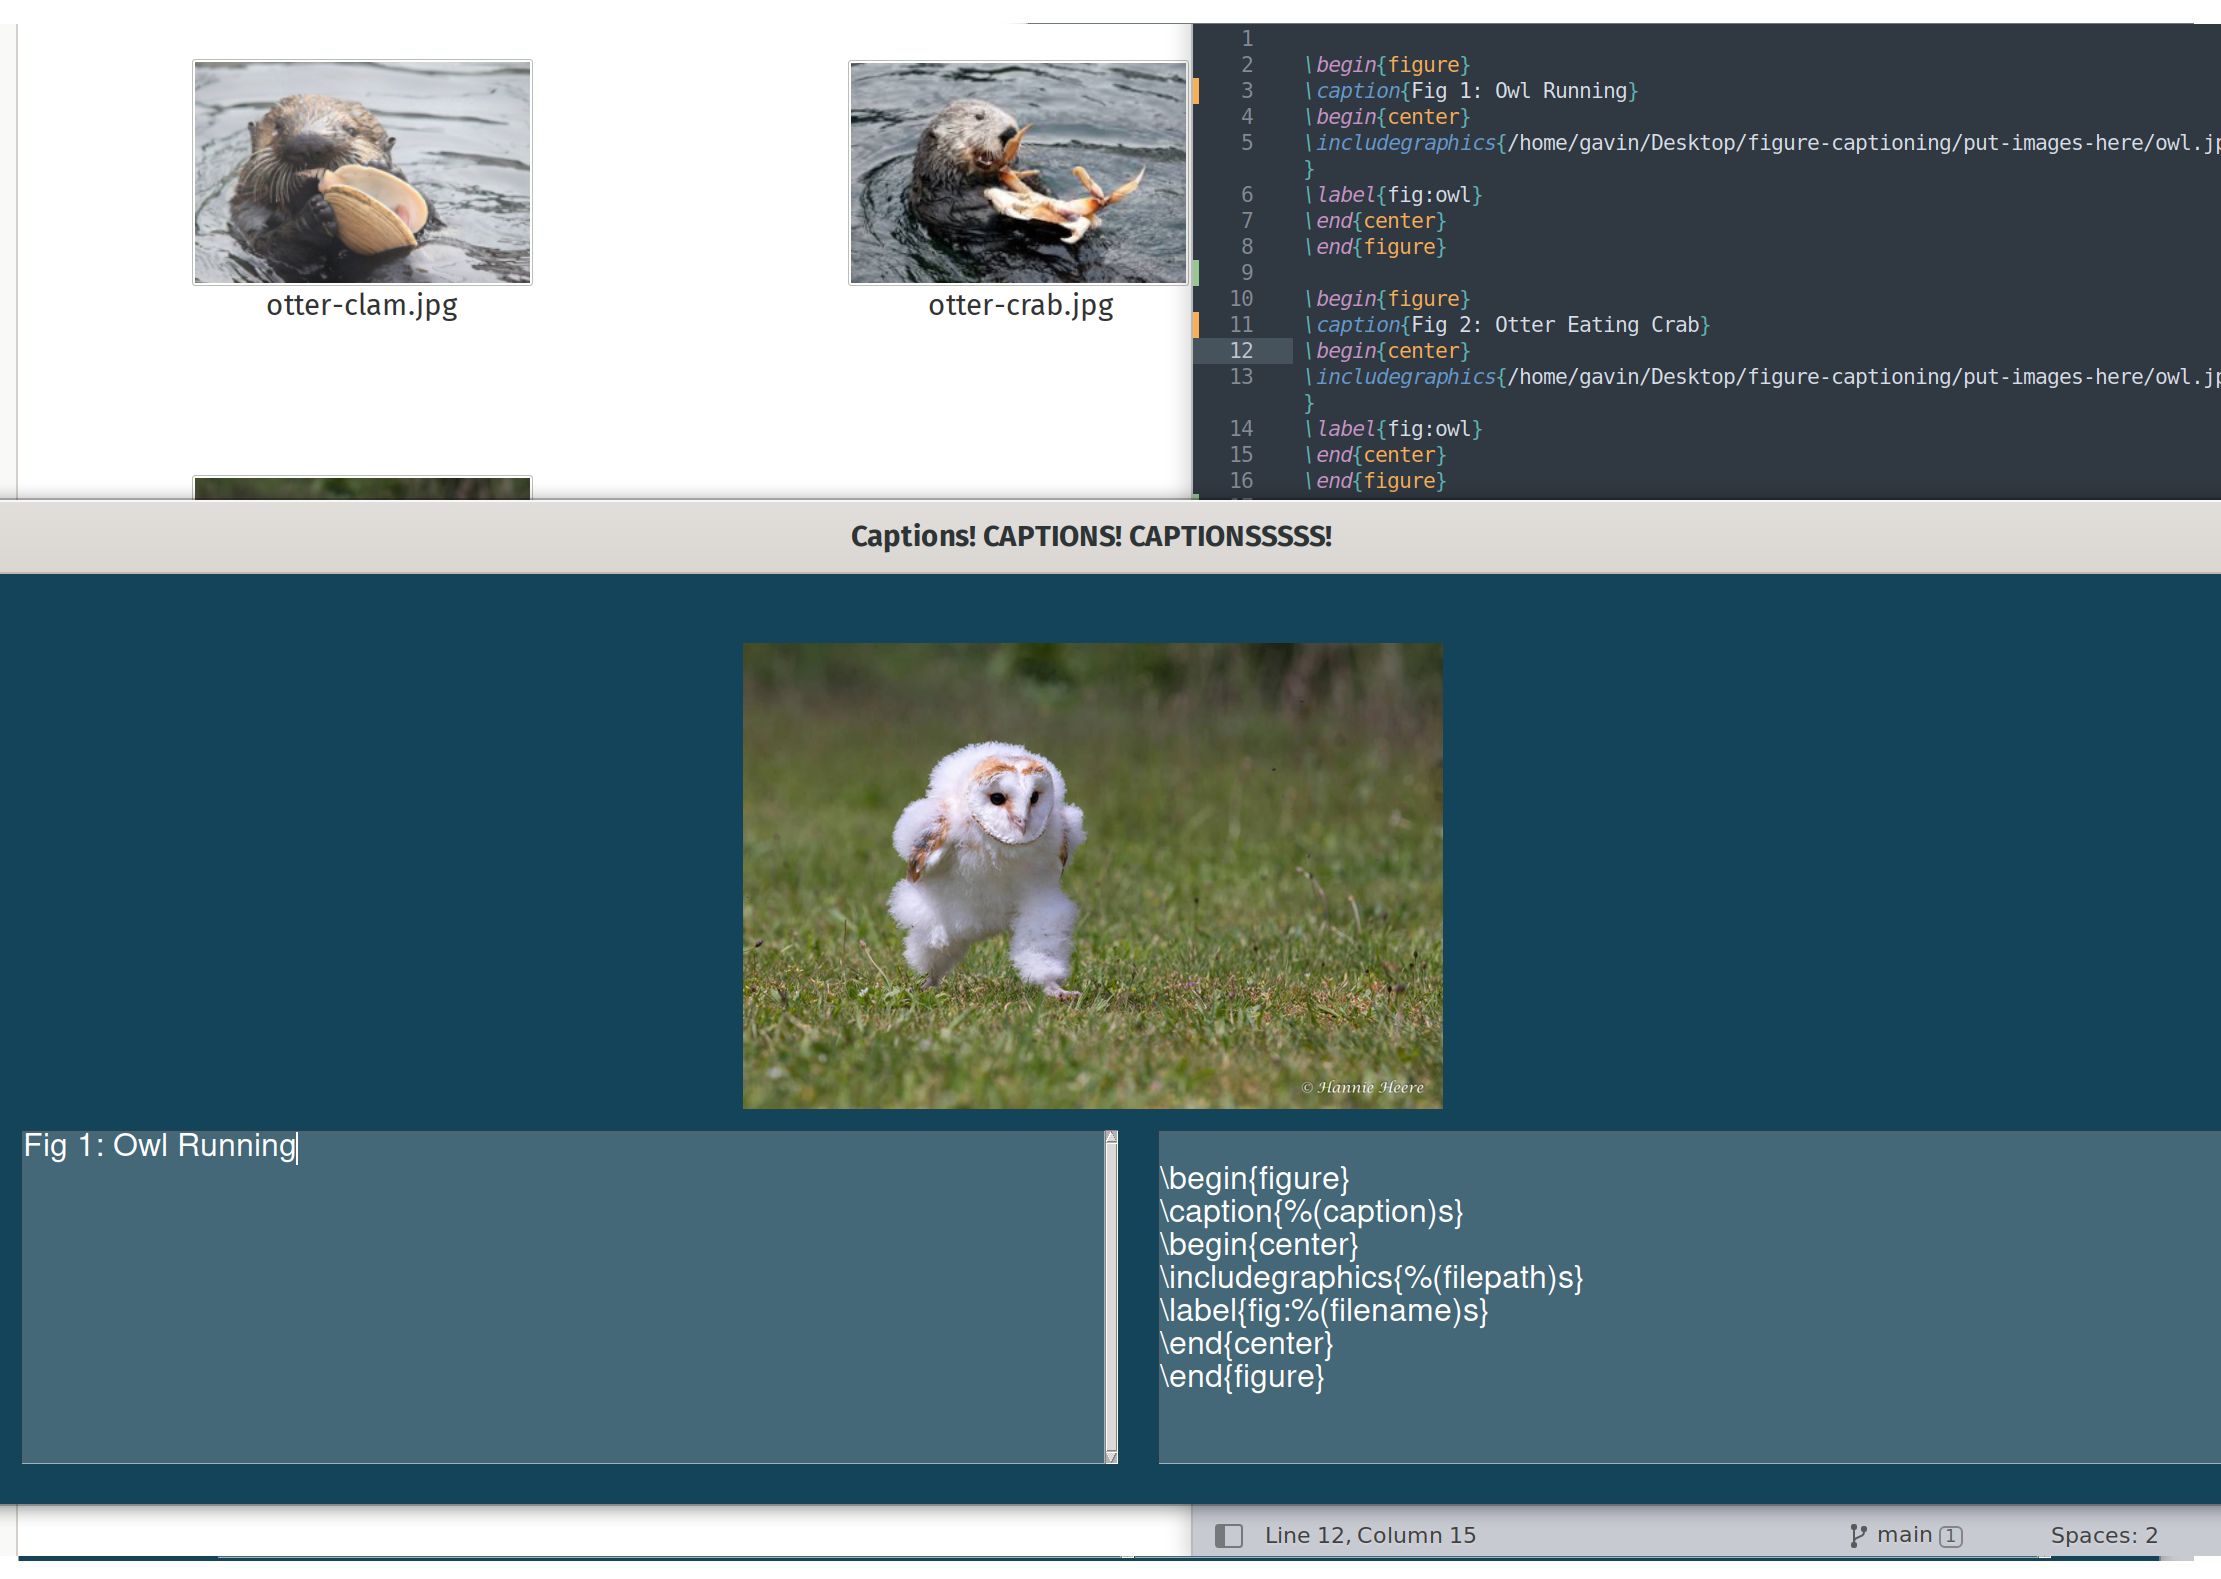 otter-clam.jpg
otter-crab.jpg
1
2 \begin{figure}
3 \caption{Fig 1: Owl Running}
4 \begin{center}
5 \includegraphics{/home/gavin/Desktop/figure-captioning/put-images-here/owl.jp
}
6 \label{fig:owl}
7 \end{center}
8 \end{figure}
9
10 \begin{figure}
11 \caption{Fig 2: Otter Eating Crab}
12 \begin{center}
13 \includegraphics{/home/gavin/Desktop/figure-captioning/put-images-here/owl.jp
}
14 \label{fig:owl}
15 \end{center}
16 \end{figure}
Captions! CAPTIONS! CAPTIONSSSSS!
© Hannie Heere
Fig 1: Owl Running
\begin{figure}
\caption{%(caption)s}
\begin{center}
\includegraphics{%(filepath)s}
\label{fig:%(filename)s}
\end{center}
\end{figure}
Line 12, Column 15
main 1
Spaces: 2